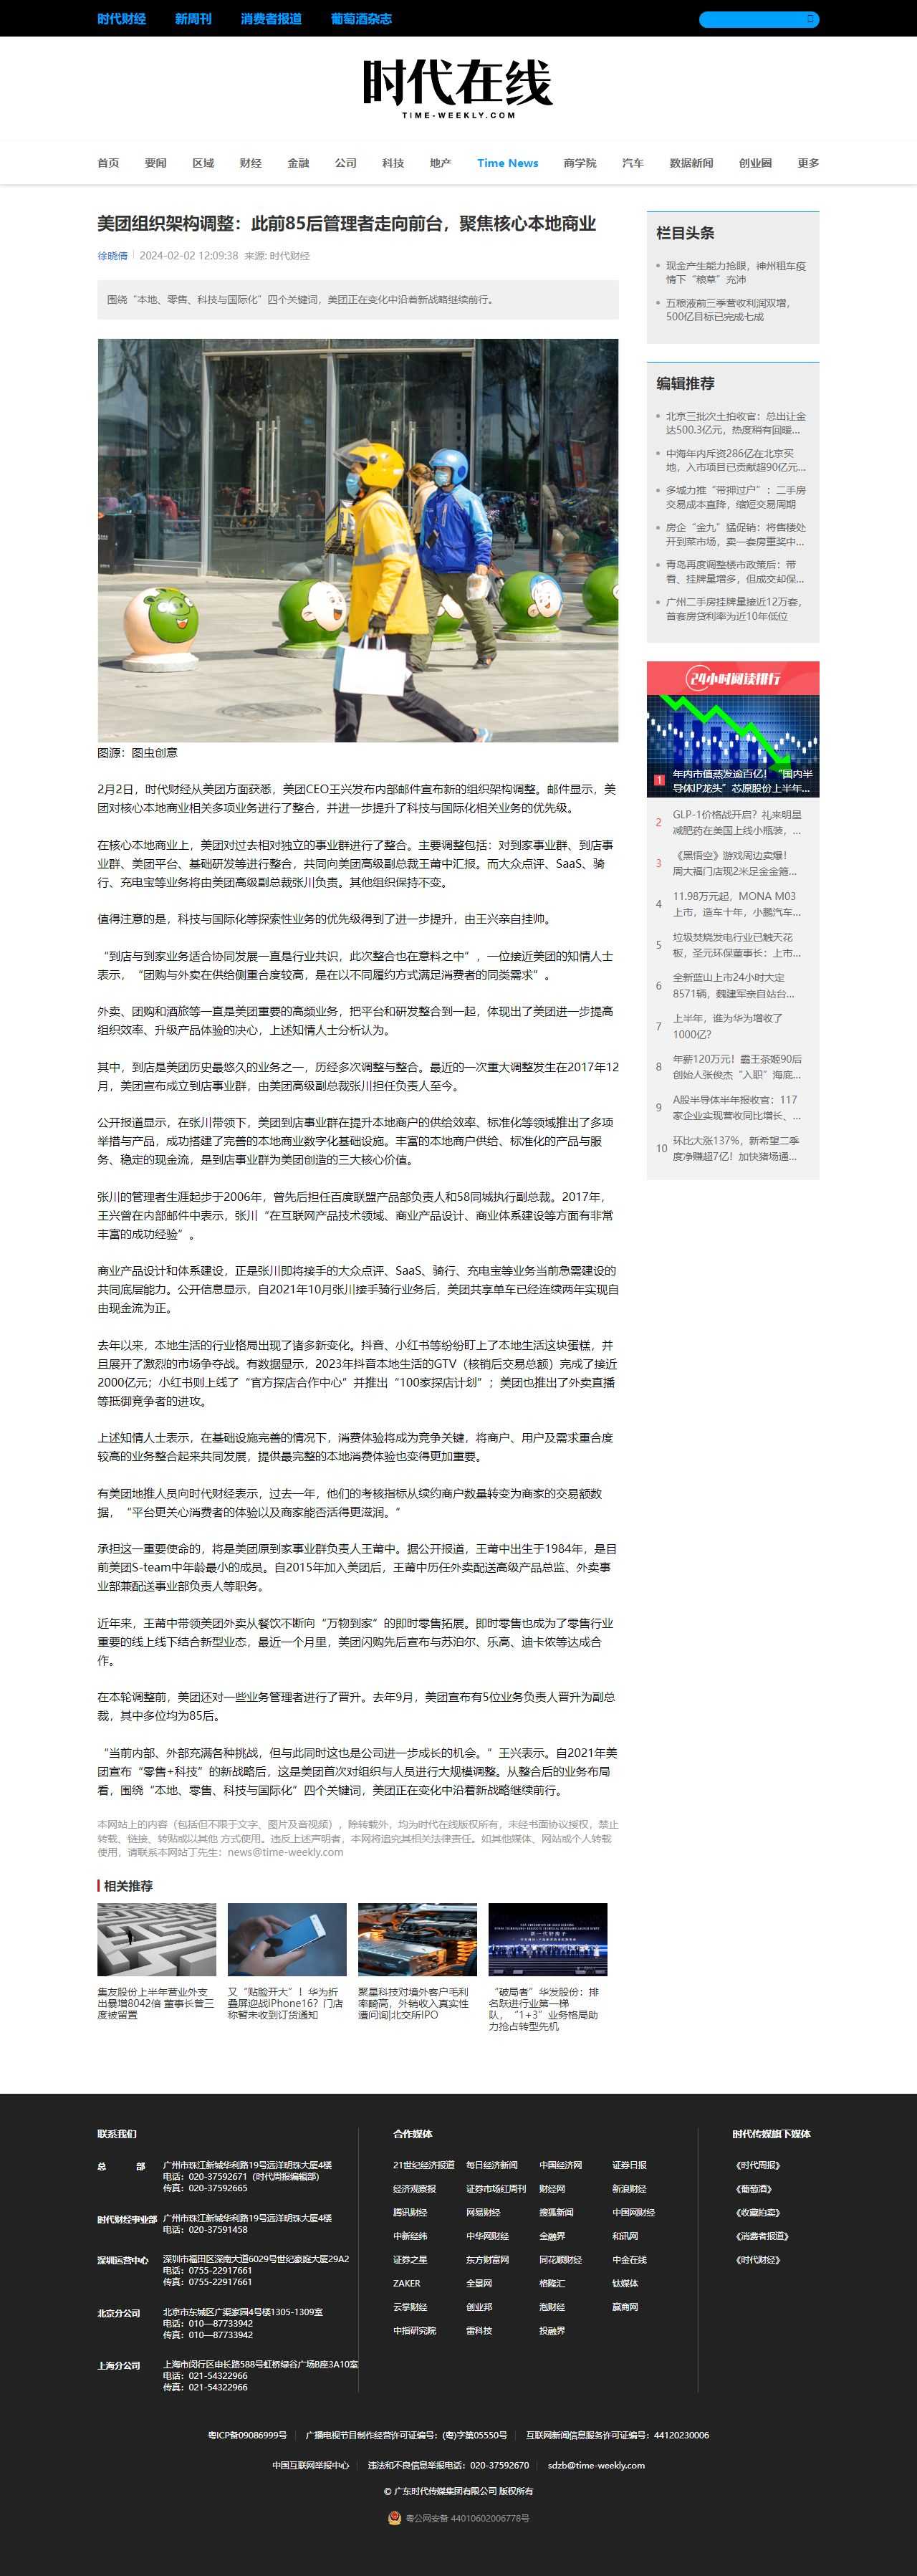 时代财经 新周刊 消费者报道 葡萄酒杂志
时代在线
TIME-WEEKLY.COM
首页 要闻 区域 财经 金融 公司 科技 地产 Time News 商学院 汽车 数据新闻 创业圈 更多
美团组织架构调整：此前85后管理者走向前台，聚焦核心本地商业
徐晓倩 2024-02-02 12:09:38 来源: 时代财经
围绕“本地、零售、科技与国际化”四个关键词，美团正在变化中沿着新战略继续前行。
图源：图虫创意
2月2日，时代财经从美团方面获悉，美团CEO王兴发布内部邮件宣布新的组织架构调整。邮件显示，美
团对核心本地商业相关多项业务进行了整合，并进一步提升了科技与国际化相关业务的优先级。
在核心本地商业上，美团对过去相对独立的事业群进行了整合。主要调整包括：对到家事业群、到店事
业群、美团平台、基础研发等进行整合，共同向美团高级副总裁王莆中汇报。而大众点评、SaaS、骑
行、充电宝等业务将由美团高级副总裁张川负责。其他组织保持不变。
值得注意的是，科技与国际化等探索性业务的优先级得到了进一步提升，由王兴亲自挂帅。
“到店与到家业务适合协同发展一直是行业共识，此次整合也在意料之中”，一位接近美团的知情人士
表示，“团购与外卖在供给侧重合度较高，是在以不同履约方式满足消费者的同类需求”。
外卖、团购和酒旅等一直是美团重要的高频业务，把平台和研发整合到一起，体现出了美团进一步提高
组织效率、升级产品体验的决心，上述知情人士分析认为。
其中，到店是美团历史最悠久的业务之一，历经多次调整与整合。最近的一次重大调整发生在2017年12
月，美团宣布成立到店事业群，由美团高级副总裁张川担任负责人至今。
公开报道显示，在张川带领下，美团到店事业群在提升本地商户的供给效率、标准化等领域推出了多项
举措与产品，成功搭建了完善的本地商业数字化基础设施。丰富的本地商户供给、标准化的产品与服
务、稳定的现金流，是到店事业群为美团创造的三大核心价值。
张川的管理者生涯起步于2006年，曾先后担任百度联盟产品部负责人和58同城执行副总裁。2017年，
王兴曾在内部邮件中表示，张川“在互联网产品技术领域、商业产品设计、商业体系建设等方面有非常
丰富的成功经验”。
商业产品设计和体系建设，正是张川即将接手的大众点评、SaaS、骑行、充电宝等业务当前急需建设的
共同底层能力。公开信息显示，自2021年10月张川接手骑行业务后，美团共享单车已经连续两年实现自
由现金流为正。
去年以来，本地生活的行业格局出现了诸多新变化。抖音、小红书等纷纷盯上了本地生活这块蛋糕，并
且展开了激烈的市场争夺战。有数据显示，2023年抖音本地生活的GTV（核销后交易总额）完成了接近
2000亿元；小红书则上线了“官方探店合作中心”并推出“100家探店计划”；美团也推出了外卖直播
等抵御竞争者的进攻。
上述知情人士表示，在基础设施完善的情况下，消费体验将成为竞争关键，将商户、用户及需求重合度
较高的业务整合起来共同发展，提供最完整的本地消费体验也变得更加重要。
有美团地推人员向时代财经表示，过去一年，他们的考核指标从续约商户数量转变为商家的交易额数
据，“平台更关心消费者的体验以及商家能否活得更滋润。”
承担这一重要使命的，将是美团原到家事业群负责人王莆中。据公开报道，王莆中出生于1984年，是目
前美团S-team中年龄最小的成员。自2015年加入美团后，王莆中历任外卖配送高级产品总监、外卖事
业部兼配送事业部负责人等职务。
近年来，王莆中带领美团外卖从餐饮不断向“万物到家”的即时零售拓展。即时零售也成为了零售行业
重要的线上线下结合新型业态，最近一个月里，美团闪购先后宣布与苏泊尔、乐高、迪卡侬等达成合
作。
在本轮调整前，美团还对一些业务管理者进行了晋升。去年9月，美团宣布有5位业务负责人晋升为副总
裁，其中多位均为85后。
“当前内部、外部充满各种挑战，但与此同时这也是公司进一步成长的机会。”王兴表示。自2021年美
团宣布“零售+科技”的新战略后，这是美团首次对组织与人员进行大规模调整。从整合后的业务布局
看，围绕“本地、零售、科技与国际化”四个关键词，美团正在变化中沿着新战略继续前行。
本网站上的内容（包括但不限于文字、图片及音视频），除转载外，均为时代在线版权所有，未经书面协议授权，禁止
转载、链接、转贴或以其他 方式使用。违反上述声明者，本网将追究其相关法律责任。如其他媒体、网站或个人转载
使用，请联系本网站丁先生：news@time-weekly.com
相关推荐
集友股份上半年营业外支
出暴增8042倍 董事长曾三
度被留置
又“贴脸开大”！华为折
叠屏迎战iPhone16？门店
称暂未收到订货通知
聚星科技对境外客户毛利
率畸高，外销收入真实性
遭问询|北交所IPO
“破局者”华发股份：排
名跃进行业第一梯
队，“1+3”业务格局助
力抢占转型先机
栏目头条
现金产生能力抢眼，神州租车疫
情下“粮草”充沛
五粮液前三季营收利润双增，
500亿目标已完成七成
编辑推荐
北京三批次土拍收官：总出让金
达500.3亿元，热度稍有回暖...
中海年内斥资286亿在北京买
地，入市项目已贡献超90亿元...
多城力推“带押过户”：二手房
交易成本直降，缩短交易周期
房企“金九”猛促销：将售楼处
开到菜市场，卖一套房重奖中...
青岛再度调整楼市政策后：带
看、挂牌量增多，但成交却保...
广州二手房挂牌量接近12万套，
首套房贷利率为近10年低位
24小时阅读排行
1 年内市值蒸发逾百亿！“国内半
导体IP龙头”芯原股份上半年...
2 GLP-1价格战开启？礼来明星
减肥药在美国上线小瓶装，...
3 《黑悟空》游戏周边卖爆！
周大福门店现2米足金金箍...
4 11.98万元起，MONA M03
上市，造车十年，小鹏汽车...
5 垃圾焚烧发电行业已触天花
板，圣元环保董事长：上市...
6 全新蓝山上市24小时大定
8571辆，魏建军亲自站台...
7 上半年，谁为华为增收了
1000亿？
8 年薪120万元！霸王茶姬90后
创始人张俊杰“入职”海底...
9 A股半导体半年报收官：117
家企业实现营收同比增长、...
10 环比大涨137%，新希望二季
度净赚超7亿！加快猪场通...
联系我们
总 部 广州市珠江新城华利路19号远洋明珠大厦4楼
电话：020-37592671（时代周报编辑部）
传真：020-37592665
时代财经事业部 广州市珠江新城华利路19号远洋明珠大厦4楼
电话：020-37591458
深圳运营中心 深圳市福田区深南大道6029号世纪豪庭大厦29A2
电话：0755-22917661
传真：0755-22917661
北京分公司 北京市东城区广渠家园4号楼1305-1309室
电话：010—87733942
传真：010—87733942
上海分公司 上海市闵行区申长路588号虹桥绿谷广场B座3A10室
电话：021-54322966
传真：021-54322966
合作媒体
21世纪经济报道 每日经济新闻 中国经济网 证券日报
经济观察报 证券市场红周刊 财经网 新浪财经
腾讯财经 网易财经 搜狐新闻 中国网财经
中新经纬 中华网财经 金融界 和讯网
证券之星 东方财富网 同花顺财经 中金在线
ZAKER 全景网 格隆汇 钛媒体
云掌财经 创业邦 泡财经 赢商网
中指研究院 雷科技 投融界
时代传媒旗下媒体
《时代周报》
《葡萄酒》
《收藏拍卖》
《消费者报道》
《时代财经》
粤ICP备09086999号 广播电视节目制作经营许可证编号：(粤)字第05550号 互联网新闻信息服务许可证编号：44120230006
中国互联网举报中心 违法和不良信息举报电话：020-37592670 sdzb@time-weekly.com
© 广东时代传媒集团有限公司 版权所有
粤公网安备 44010602006778号